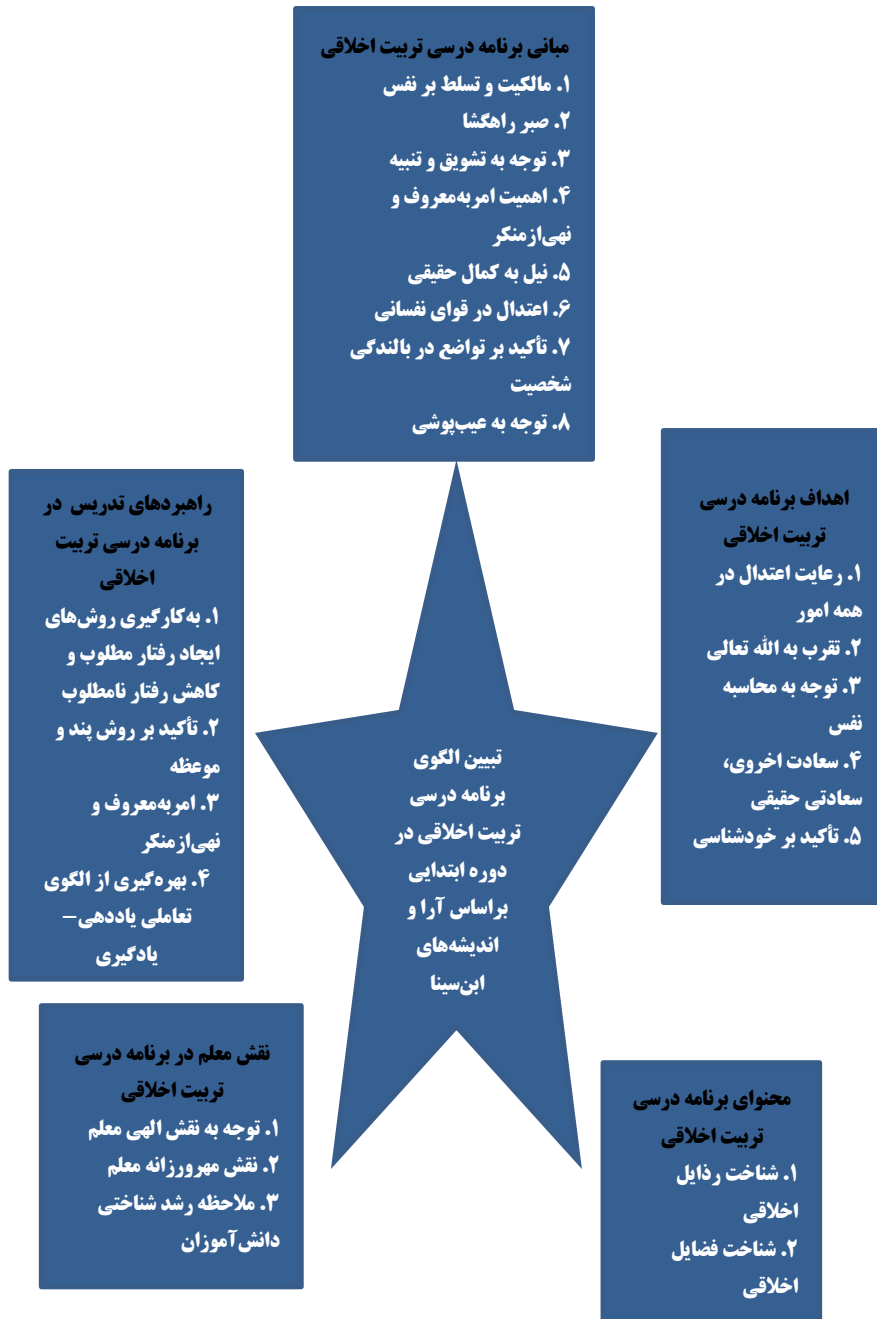 مبانی برنامه درسی تربیت اخلاقی
۱. مالکیت و تسلط بر نفس
۲. صبر راهگشا
۳. توجه به تشویق و تنبیه
۴. اهمیت امربه‌معروف و
نهی‌ازمنکر
۵. نیل به کمال حقیقی
۶. اعتدال در قوای نفسانی
۷. تأکید بر تواضع در بالندگی
شخصیت
۸. توجه به عیب‌پوشی
اهداف برنامه درسی
تربیت اخلاقی
۱. رعایت اعتدال در
همه امور
۲. تقرب به الله تعالی
۳. توجه به محاسبه
نفس
۴. سعادت اخروی،
سعادتی حقیقی
۵. تأکید بر خودشناسی
راهبردهای تدریس در
برنامه درسی تربیت
اخلاقی
۱. به‌کارگیری روش‌های
ایجاد رفتار مطلوب و
کاهش رفتار نامطلوب
۲. تأکید بر روش پند و
موعظه
۳. امربه‌معروف و
نهی‌ازمنکر
۴. بهره‌گیری از الگوی
تعاملی یاددهی–
یادگیری
تبیین الگوی
برنامه درسی
تربیت اخلاقی در
دوره ابتدایی
براساس آرا و
اندیشه‌های
ابن‌سینا
محنوای برنامه درسی
تربیت اخلاقی
۱. شناخت رذایل
اخلاقی
۲. شناخت فضایل
اخلاقی
نقش معلم در برنامه درسی
تربیت اخلاقی
۱. توجه به نقش الهی معلم
۲. نقش مهرورزانه معلم
۳. ملاحظه رشد شناختی
دانش‌آموزان